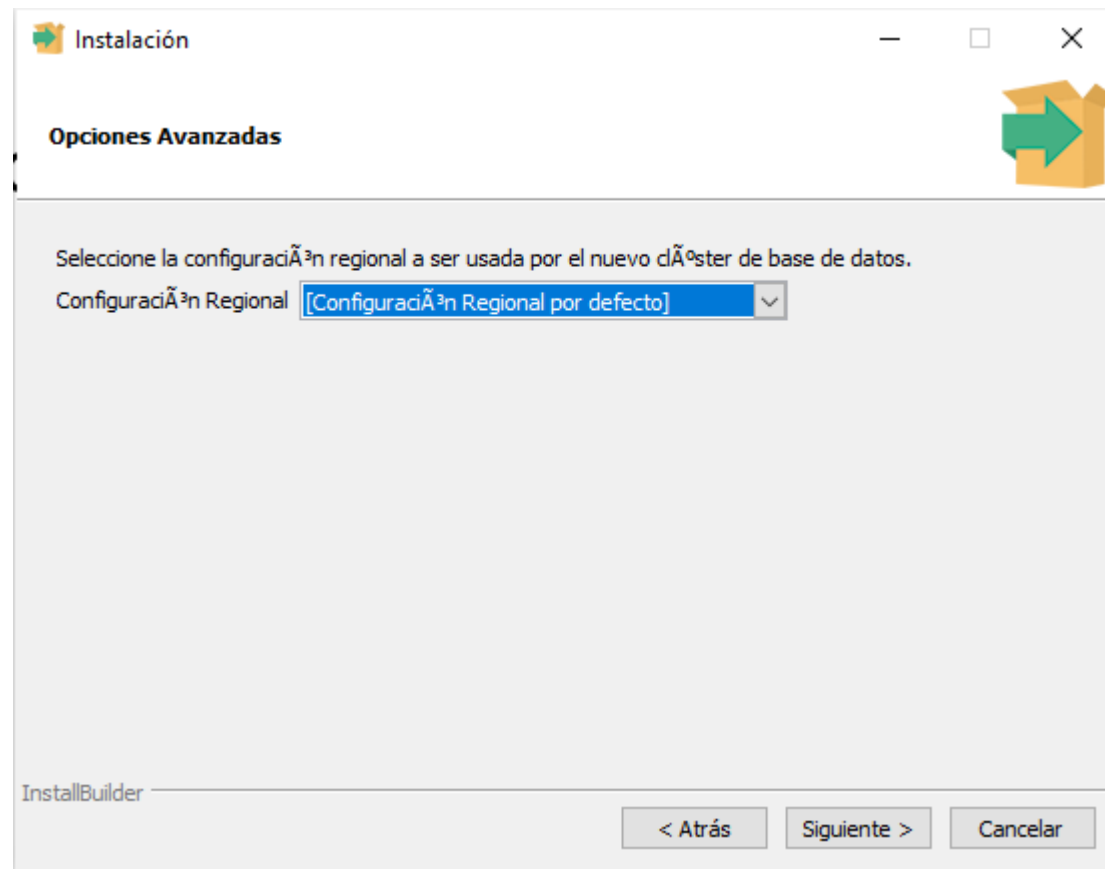 Instalación
Opciones Avanzadas
Seleccione la configuraciÃ³n regional a ser usada por el nuevo clÃºster de base de datos.
ConfiguraciÃ³n Regional [ConfiguraciÃ³n Regional por defecto]
InstallBuilder
< Atrás Siguiente > Cancelar